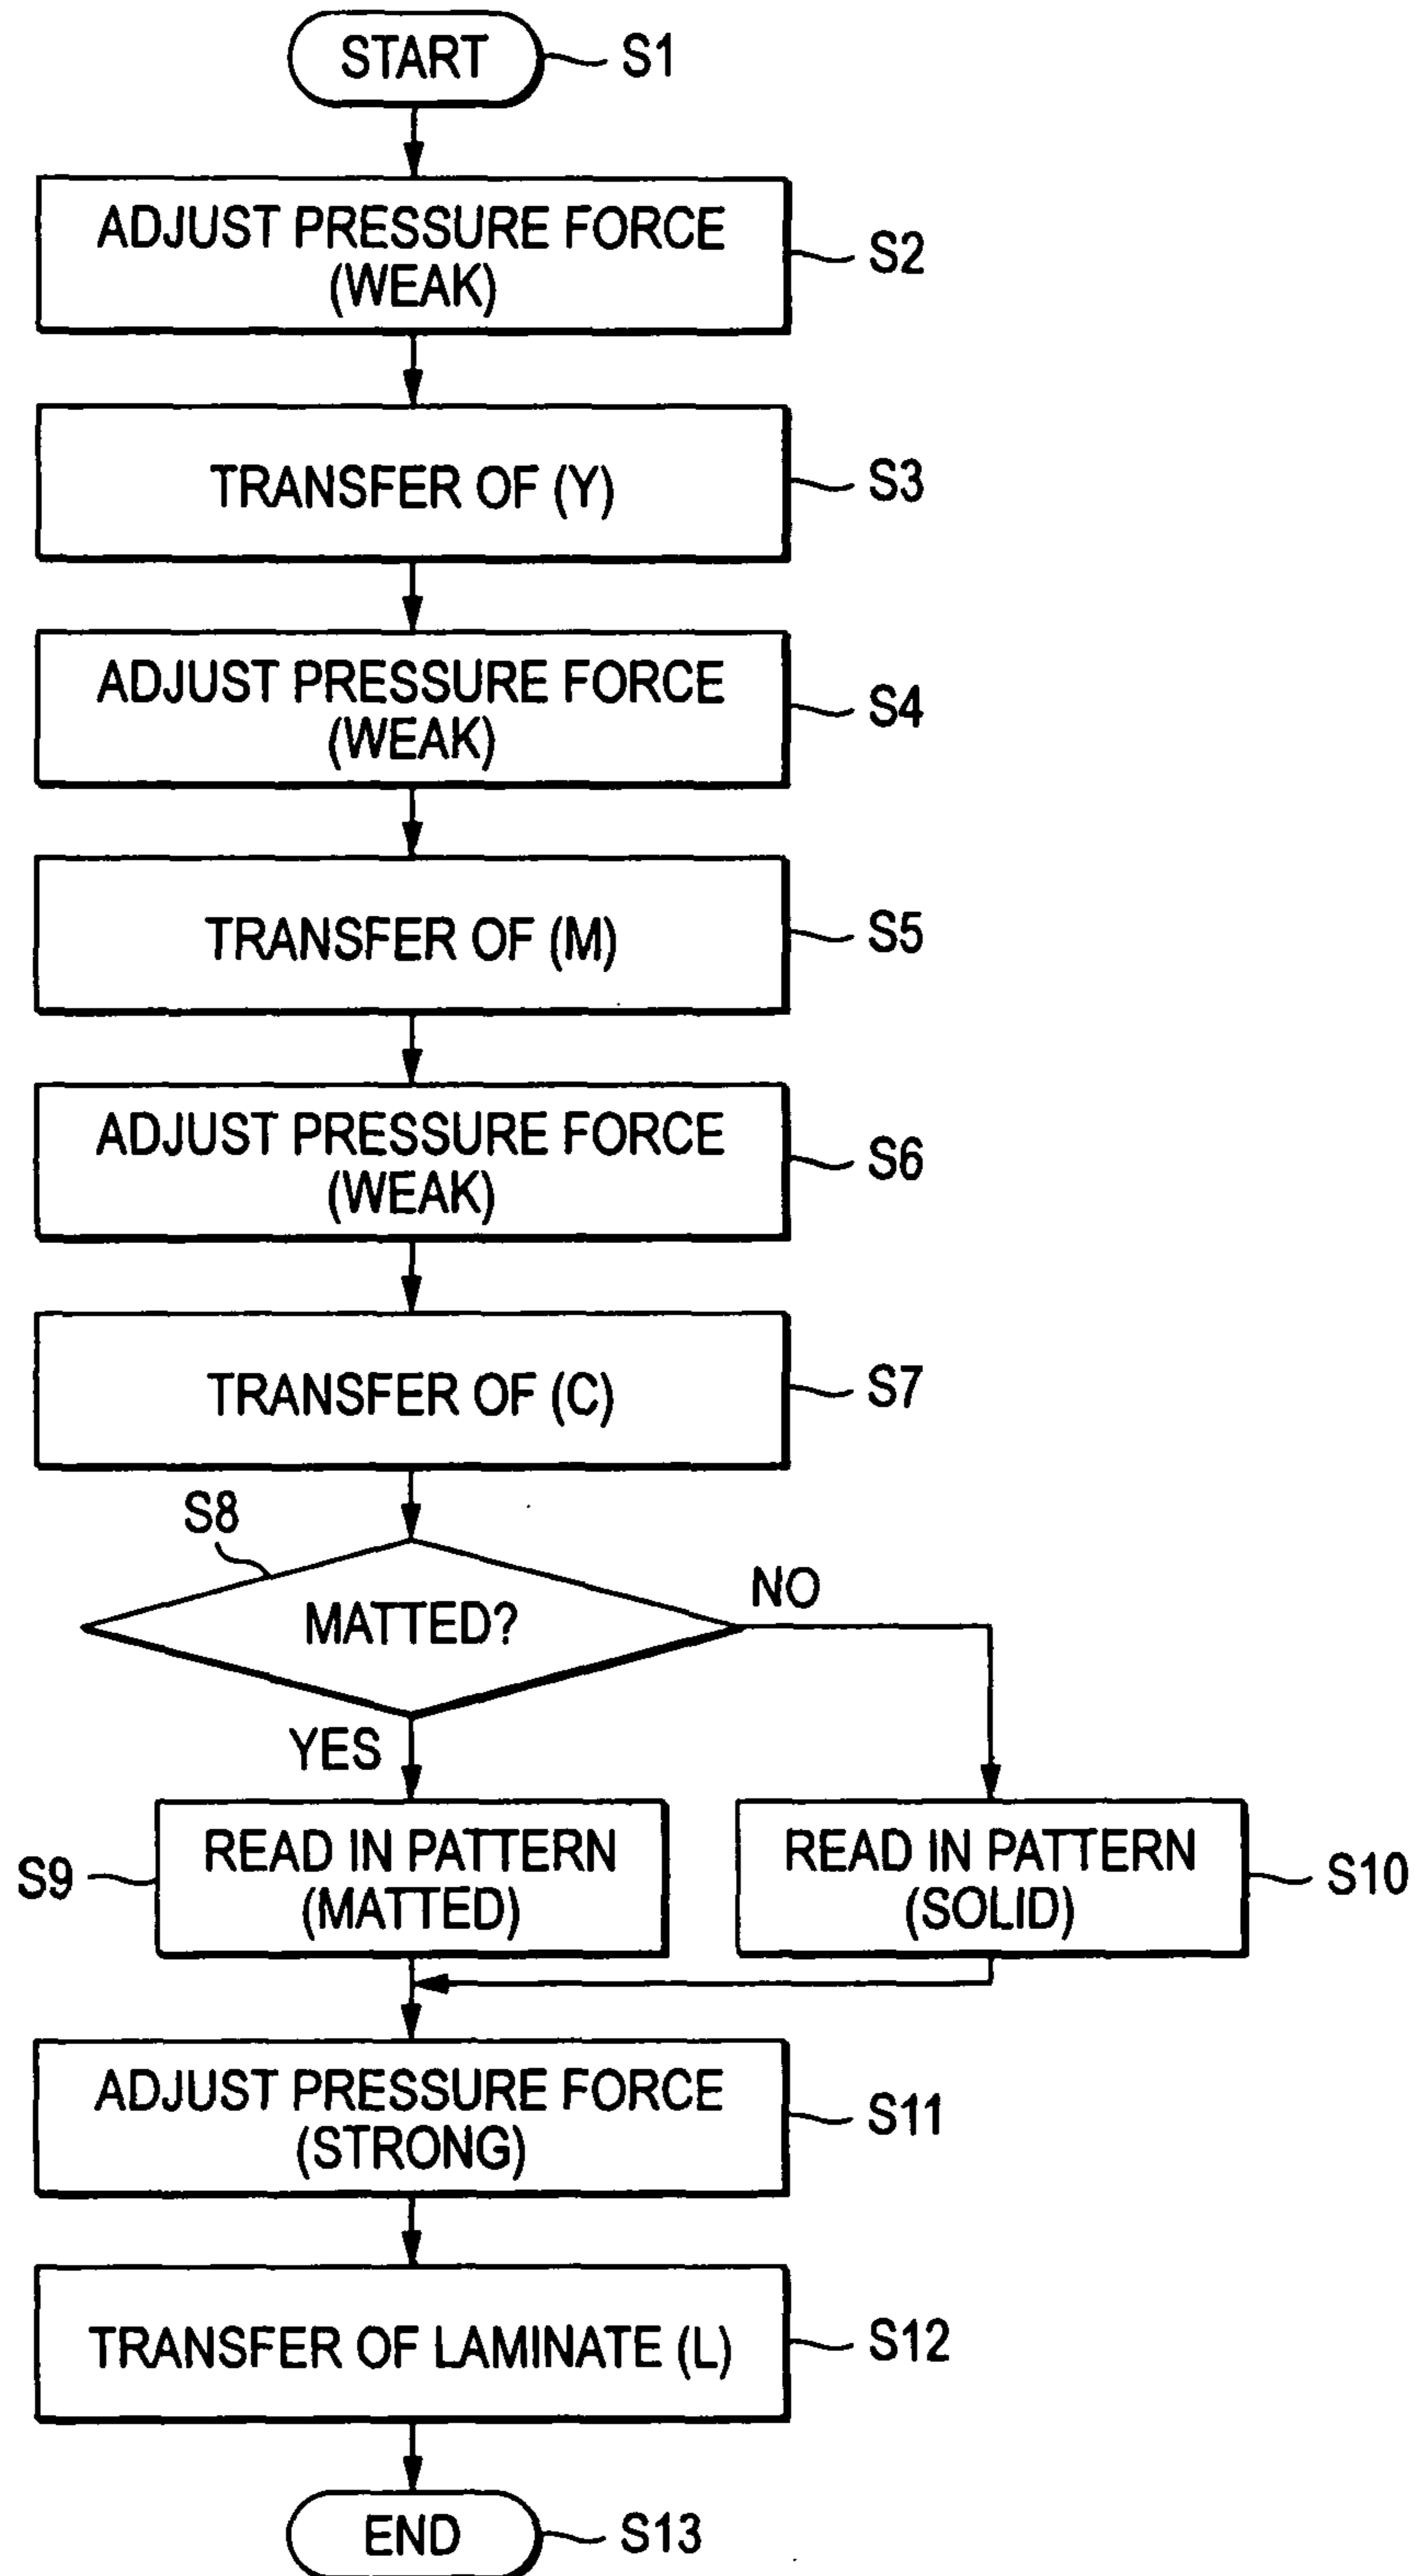 START
S1
ADJUST PRESSURE FORCE
(WEAK)
S2
TRANSFER OF (Y)
S3
ADJUST PRESSURE FORCE
(WEAK)
S4
TRANSFER OF (M)
S5
ADJUST PRESSURE FORCE
(WEAK)
S6
TRANSFER OF (C)
S7
S8
MATTED?
NO
YES
S9
READ IN PATTERN
(MATTED)
READ IN PATTERN
(SOLID)
S10
ADJUST PRESSURE FORCE
(STRONG)
S11
TRANSFER OF LAMINATE (L)
S12
END
S13